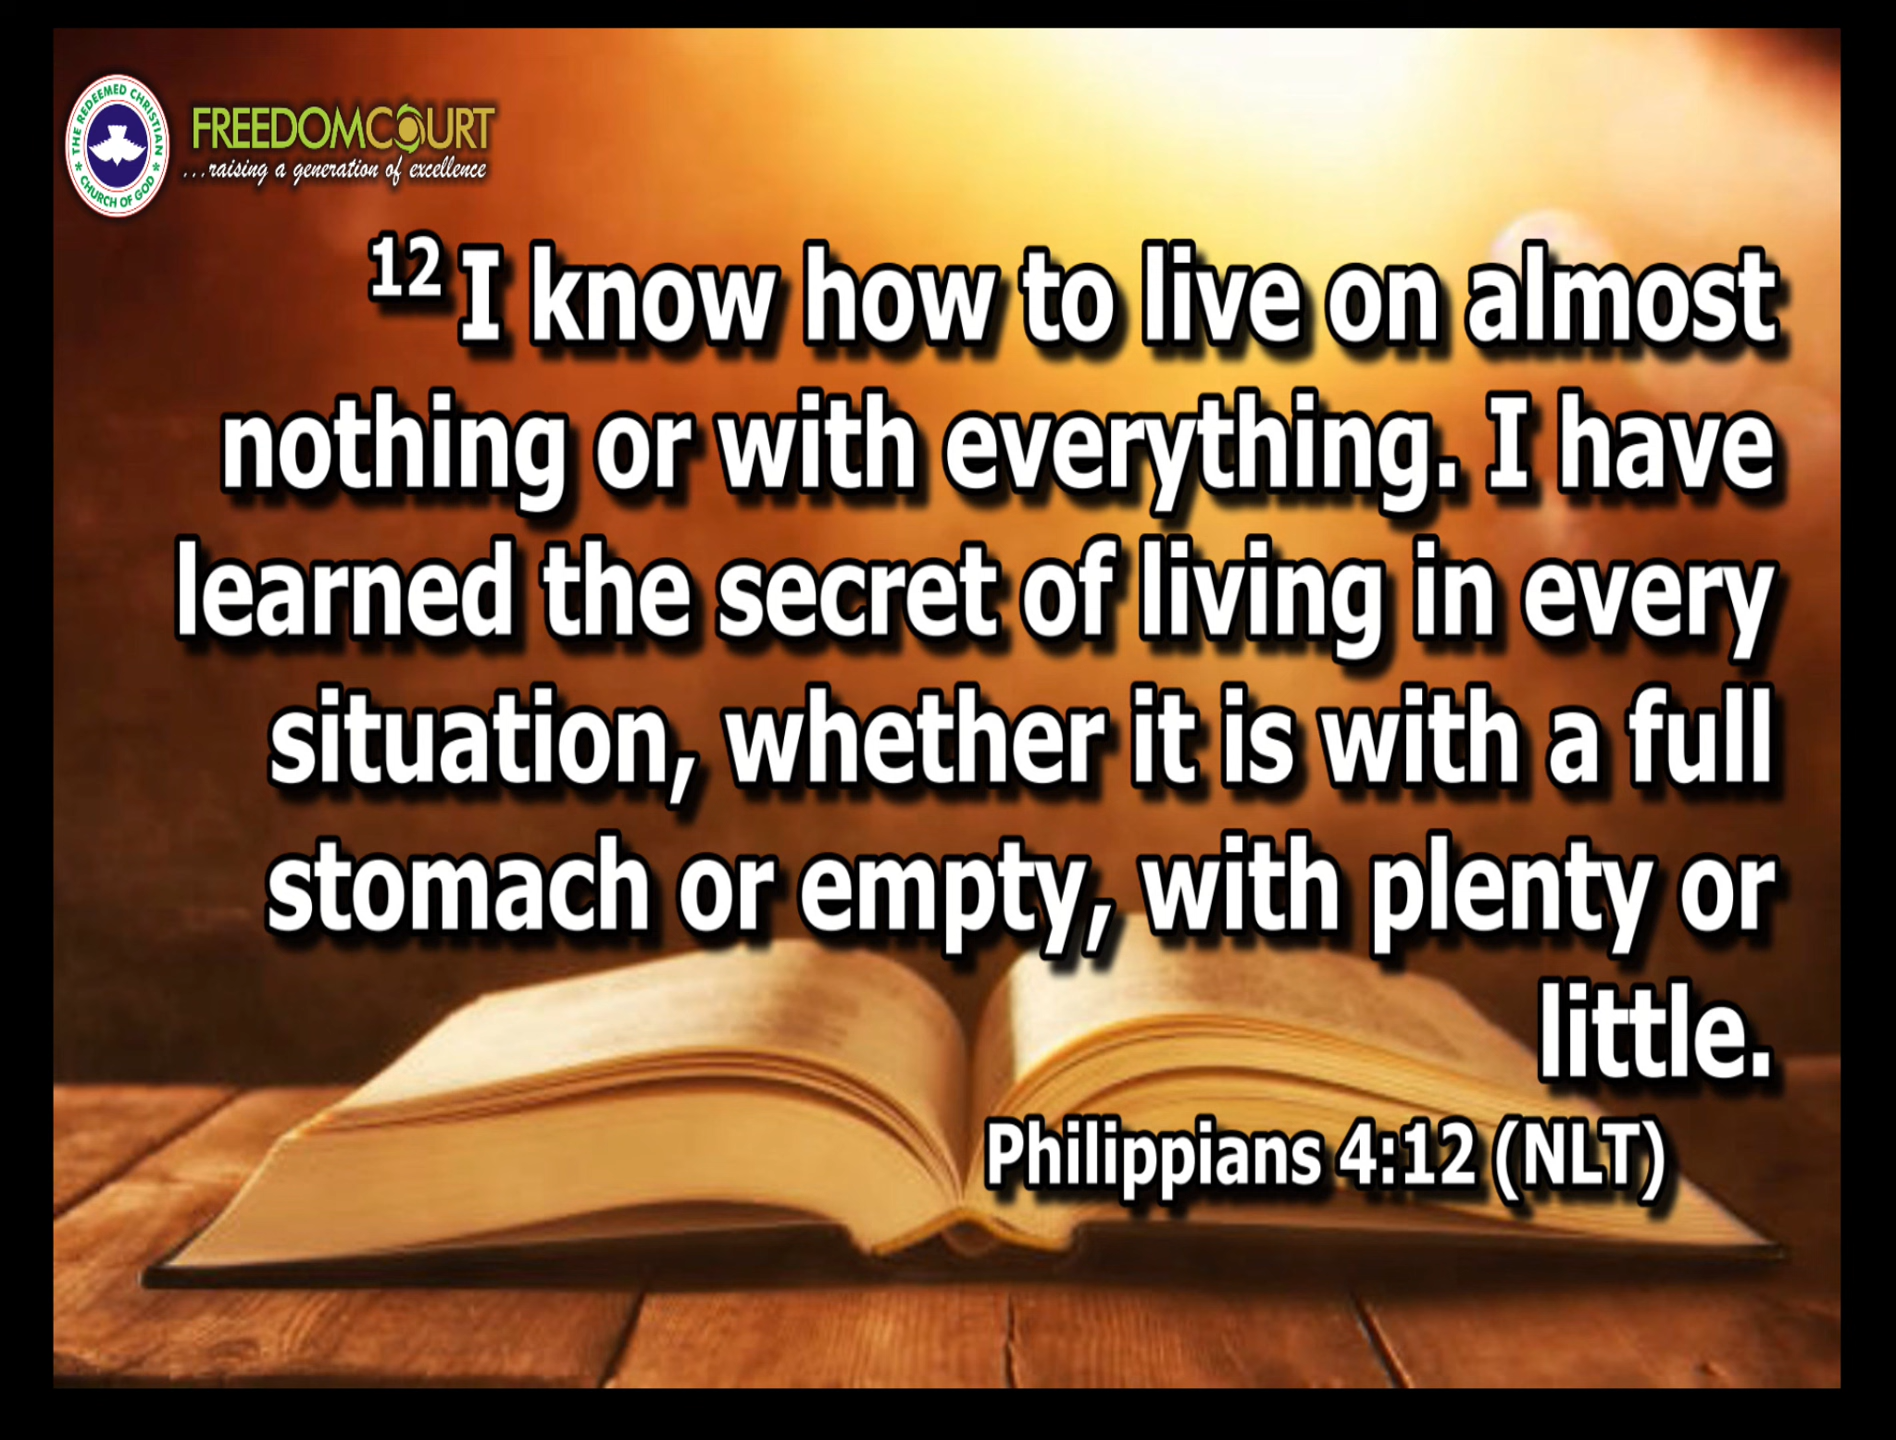 THE REDEEMED CHRISTIAN CHURCH OF GOD
FREEDOMCOURT
...raising a generation of excellence
12 I know how to live on almost
nothing or with everything. I have
learned the secret of living in every
situation, whether it is with a full
stomach or empty, with plenty or
little.
Philippians 4:12 (NLT)